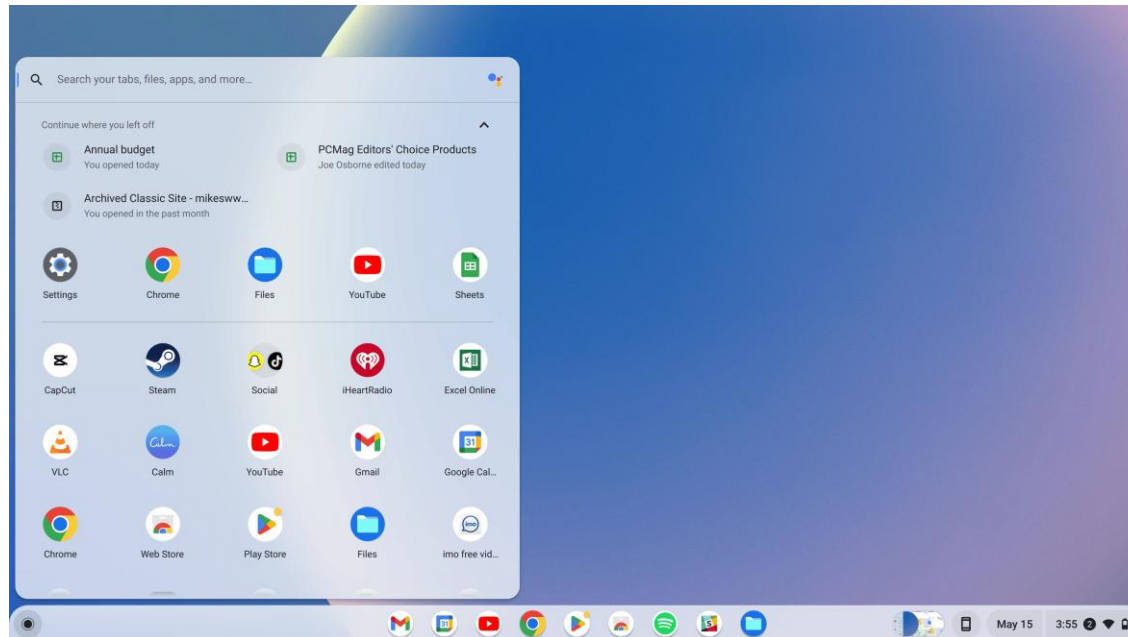 Search your tabs, files, apps, and more...
Continue where you left off
Annual budget
You opened today
PCMag Editors' Choice Products
Joe Osborne edited today
Archived Classic Site - mikesww...
You opened in the past month
Settings
Chrome
Files
YouTube
Sheets
CapCut
Steam
Social
iHeartRadio
Excel Online
VLC
Calm
YouTube
Gmail
Google Cal...
Chrome
Web Store
Play Store
Files
imo free vid...
May 15
3:55
2